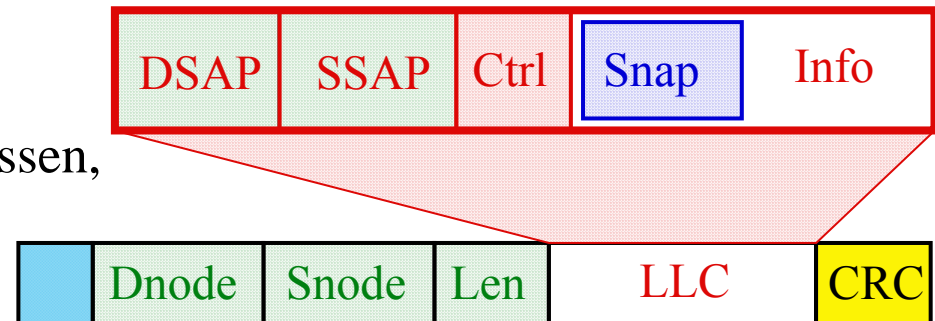 DSAP SSAP Ctrl Snap Info
ssen,
Dnode Snode Len LLC CRC